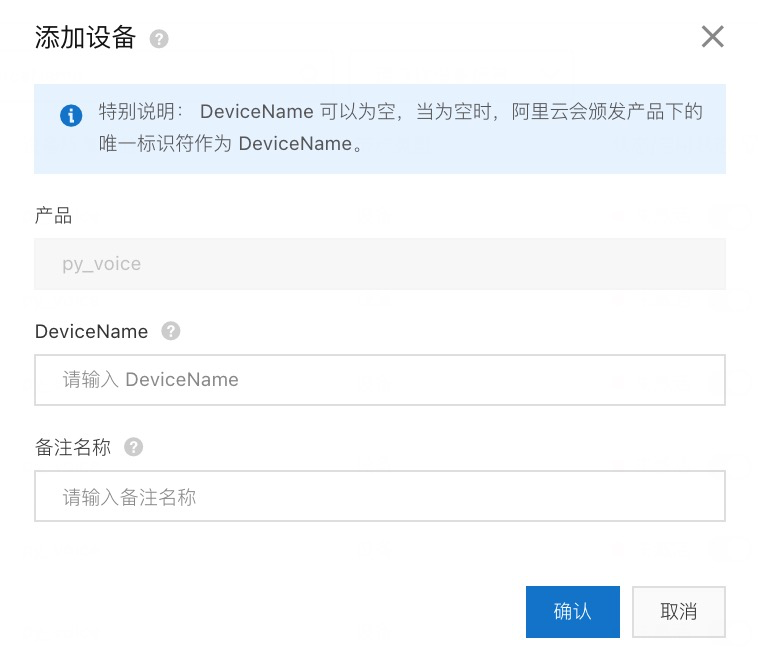 添加设备
特别说明： DeviceName 可以为空，当为空时，阿里云会颁发产品下的
唯一标识符作为 DeviceName。
产品
py_voice
DeviceName
请输入 DeviceName
备注名称
请输入备注名称
确认 取消